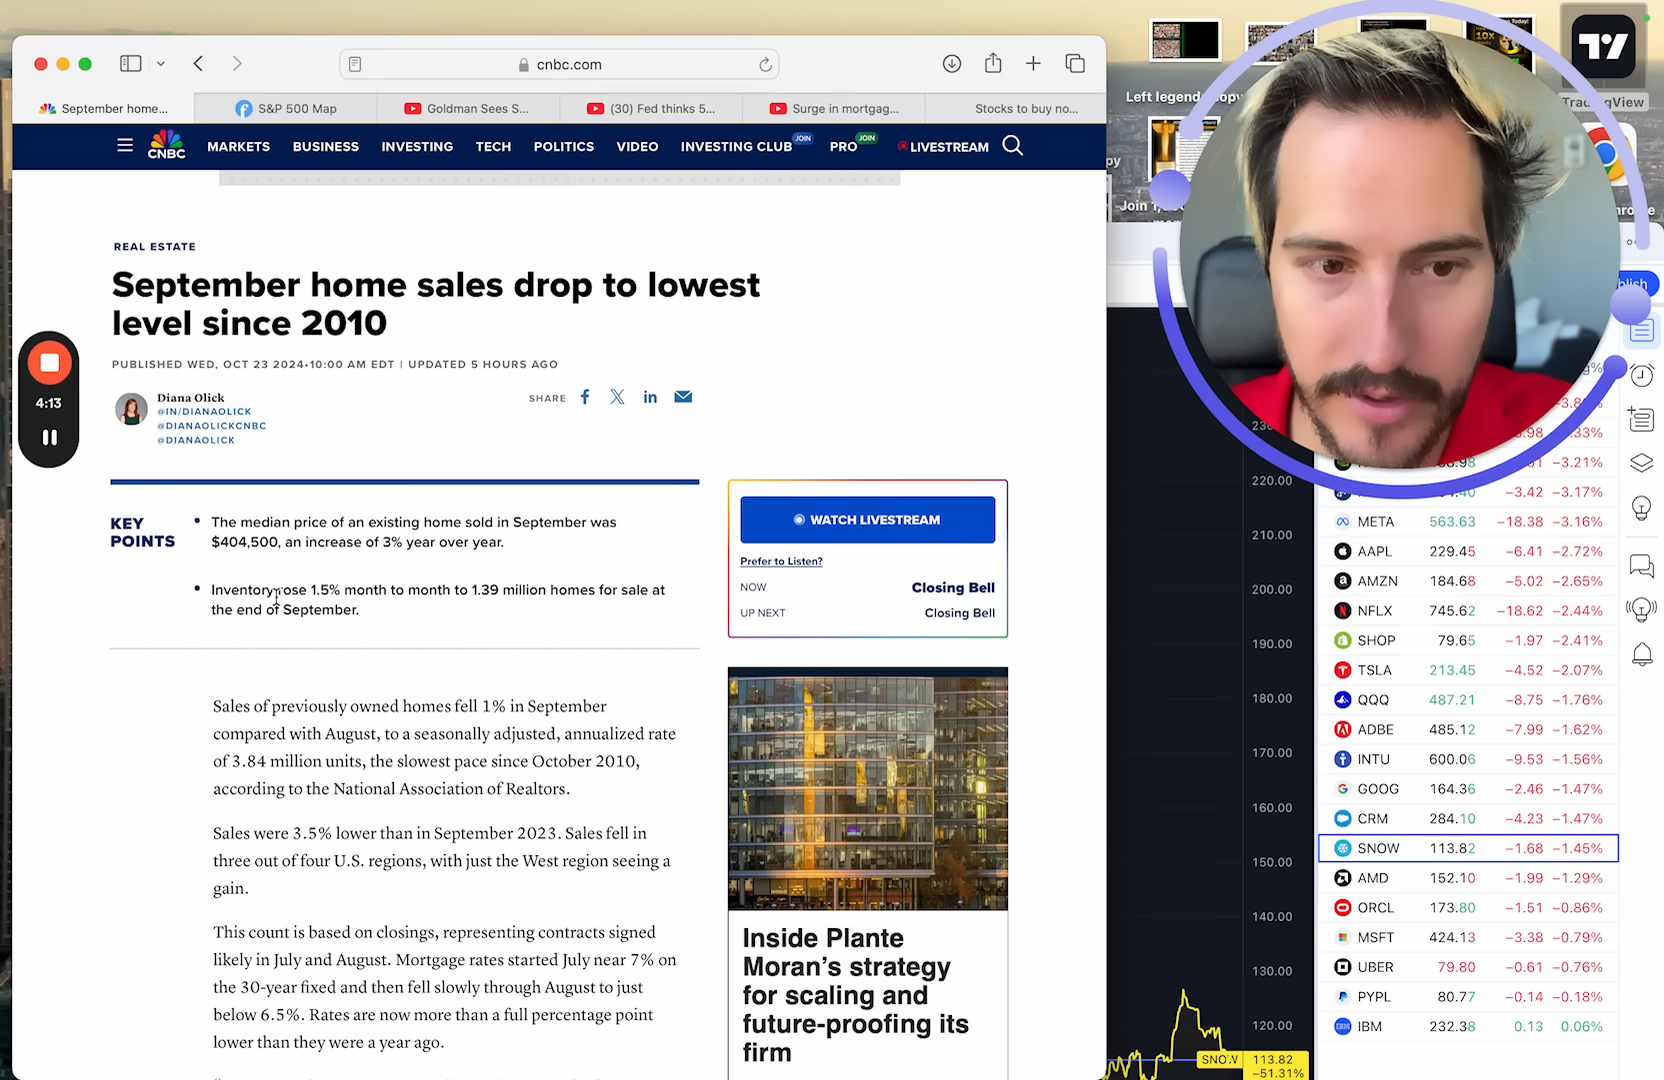 cnbc.com
September home...
S&P 500 Map
Goldman Sees S...
(30) Fed thinks 5...
Surge in mortgag...
Stocks to buy no...
CNBC
MARKETS
BUSINESS
INVESTING
TECH
POLITICS
VIDEO
INVESTING CLUB
JOIN
PRO
JOIN
LIVESTREAM
REAL ESTATE
September home sales drop to lowest
level since 2010
PUBLISHED WED, OCT 23 2024•10:00 AM EDT | UPDATED 5 HOURS AGO
Diana Olick
@IN/DIANAOLICK
@DIANAOLICKCNBC
@DIANAOLICK
SHARE
4:13
KEY
POINTS
• The median price of an existing home sold in September was
$404,500, an increase of 3% year over year.
• Inventory rose 1.5% month to month to 1.39 million homes for sale at
the end of September.
WATCH LIVESTREAM
Prefer to Listen?
NOW
Closing Bell
UP NEXT
Closing Bell
Sales of previously owned homes fell 1% in September
compared with August, to a seasonally adjusted, annualized rate
of 3.84 million units, the slowest pace since October 2010,
according to the National Association of Realtors.
Sales were 3.5% lower than in September 2023. Sales fell in
three out of four U.S. regions, with just the West region seeing a
gain.
This count is based on closings, representing contracts signed
likely in July and August. Mortgage rates started July near 7% on
the 30-year fixed and then fell slowly through August to just
below 6.5%. Rates are now more than a full percentage point
lower than they were a year ago.
Inside Plante
Moran's strategy
for scaling and
future-proofing its
firm
Left legend copy
TradingView
10X
Join
220.00
210.00
200.00
190.00
180.00
170.00
160.00
150.00
140.00
130.00
120.00
SNOW 113.82
−51.31%
−3.21%
−3.42 −3.17%
META 563.63 −18.38 −3.16%
AAPL 229.45 −6.41 −2.72%
AMZN 184.68 −5.02 −2.65%
NFLX 745.62 −18.62 −2.44%
SHOP 79.65 −1.97 −2.41%
TSLA 213.45 −4.52 −2.07%
QQQ 487.21 −8.75 −1.76%
ADBE 485.12 −7.99 −1.62%
INTU 600.06 −9.53 −1.56%
GOOG 164.36 −2.46 −1.47%
CRM 284.10 −4.23 −1.47%
SNOW 113.82 −1.68 −1.45%
AMD 152.10 −1.99 −1.29%
ORCL 173.80 −1.51 −0.86%
MSFT 424.13 −3.38 −0.79%
UBER 79.80 −0.61 −0.76%
PYPL 80.77 −0.14 −0.18%
IBM 232.38 0.13 0.06%